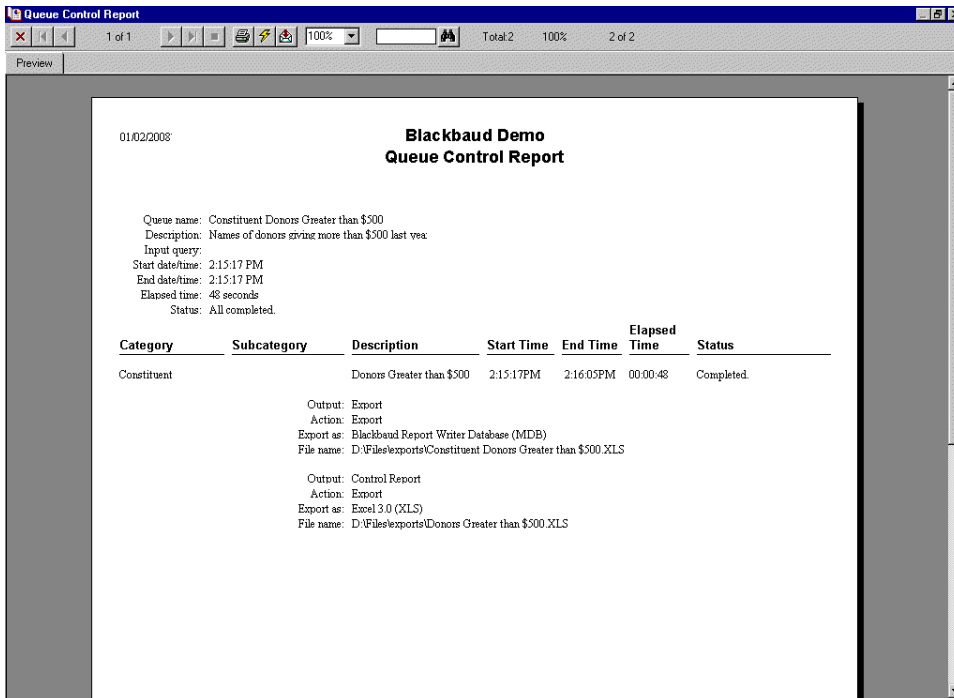 Queue Control Report
1 of 1 100% Total:2 100% 2 of 2
Preview
01/02/2008
Blackbaud Demo
Queue Control Report
Queue name: Constituent Donors Greater than $500
Description: Names of donors giving more than $500 last yea
Input query:
Start date/time: 2:15:17 PM
End date/time: 2:15:17 PM
Elapsed time: 48 seconds
Status: All completed.
Category Subcategory Description Start Time End Time Elapsed Time Status
Constituent Donors Greater than $500 2:15:17PM 2:16:05PM 00:00:48 Completed.
Output: Export
Action: Export
Export as: Blackbaud Report Writer Database (MDB)
File name: D:\Files\exports\Constituent Donors Greater than $500.XLS
Output: Control Report
Action: Export
Export as: Excel 3.0 (XLS)
File name: D:\Files\exports\Donors Greater than $500.XLS